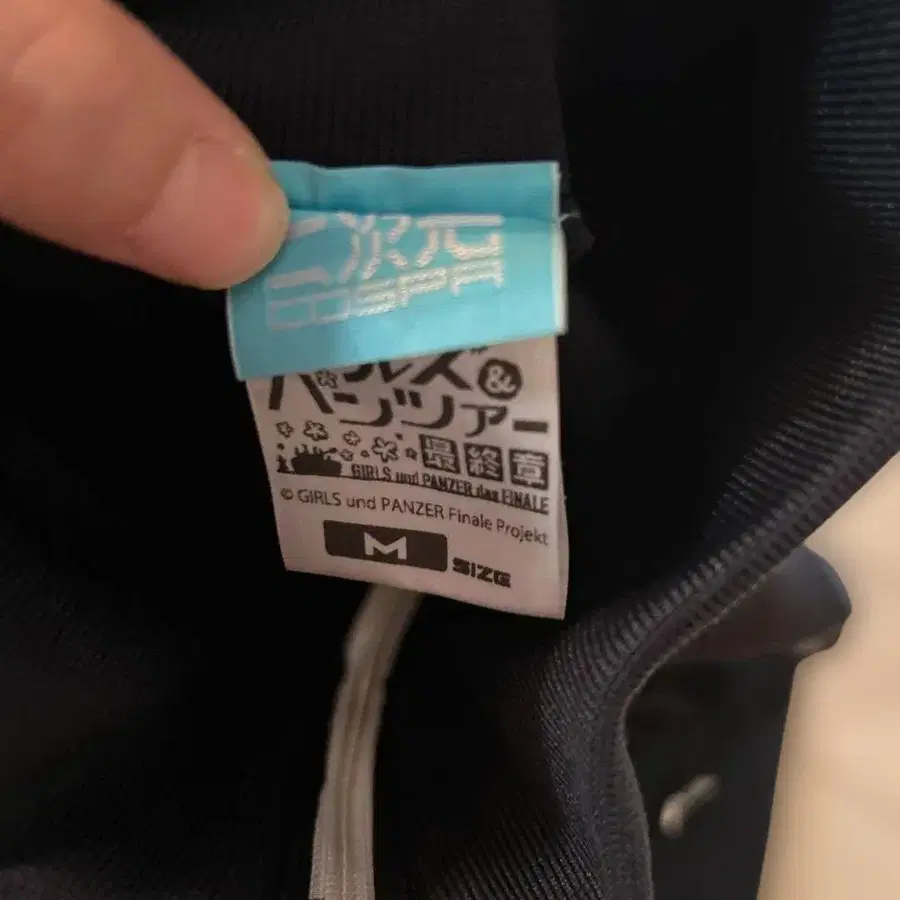 二次元
COSPA
ガールズ&
パンツァー
最終章
GIRLS und PANZER das FINALE
© GIRLS und PANZER Finale Projekt
M SIZE